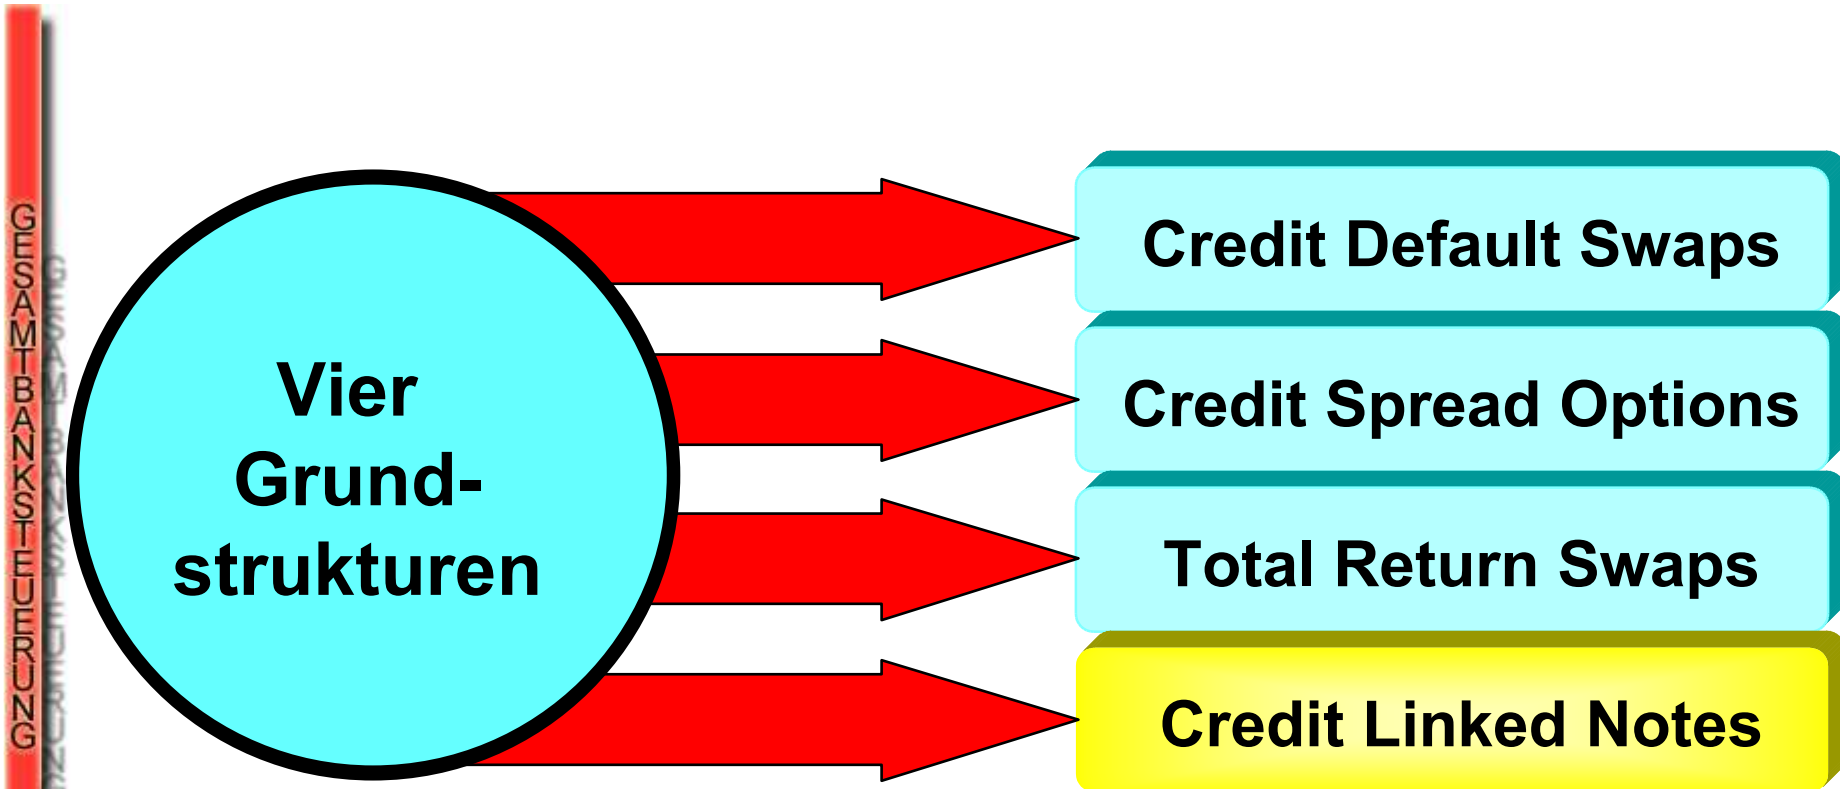 GESAMTBANKSTEUERUNG
Vier
Grund-
strukturen
Credit Default Swaps
Credit Spread Options
Total Return Swaps
Credit Linked Notes